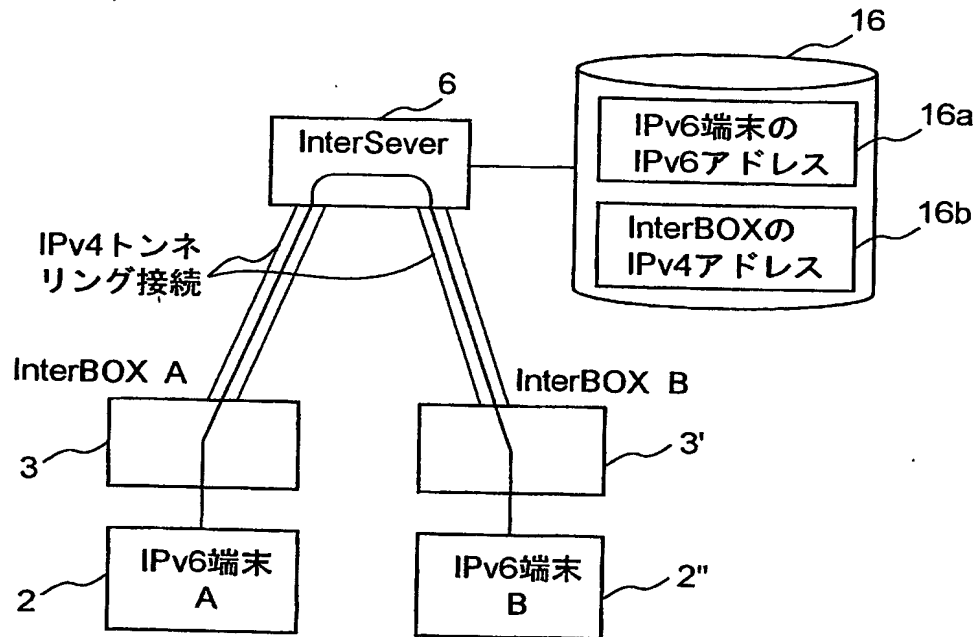 16
6
InterSever
IPv6端末の
IPv6アドレス
16a
InterBOXの
IPv4アドレス
16b
IPv4トンネ
リング接続
InterBOX A
InterBOX B
3
3'
IPv6端末
A
2
IPv6端末
B
2"